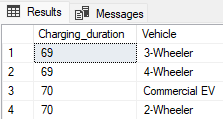 Results Messages
Charging_duration Vehicle
1 69 3-Wheeler
2 69 4-Wheeler
3 70 Commercial EV
4 70 2-Wheeler